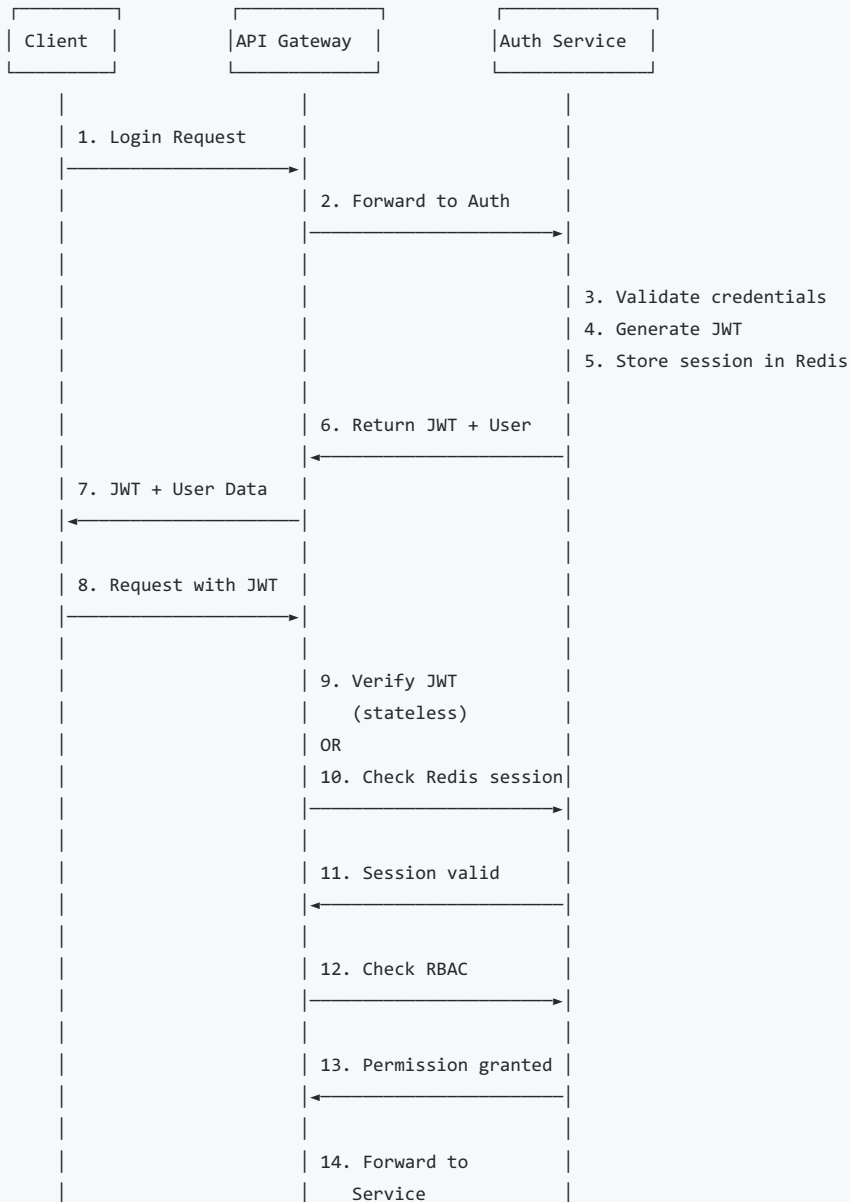 Client API Gateway Auth Service
1. Login Request
2. Forward to Auth
3. Validate credentials
4. Generate JWT
5. Store session in Redis
6. Return JWT + User
7. JWT + User Data
8. Request with JWT
9. Verify JWT
(stateless)
OR
10. Check Redis session
11. Session valid
12. Check RBAC
13. Permission granted
14. Forward to
Service